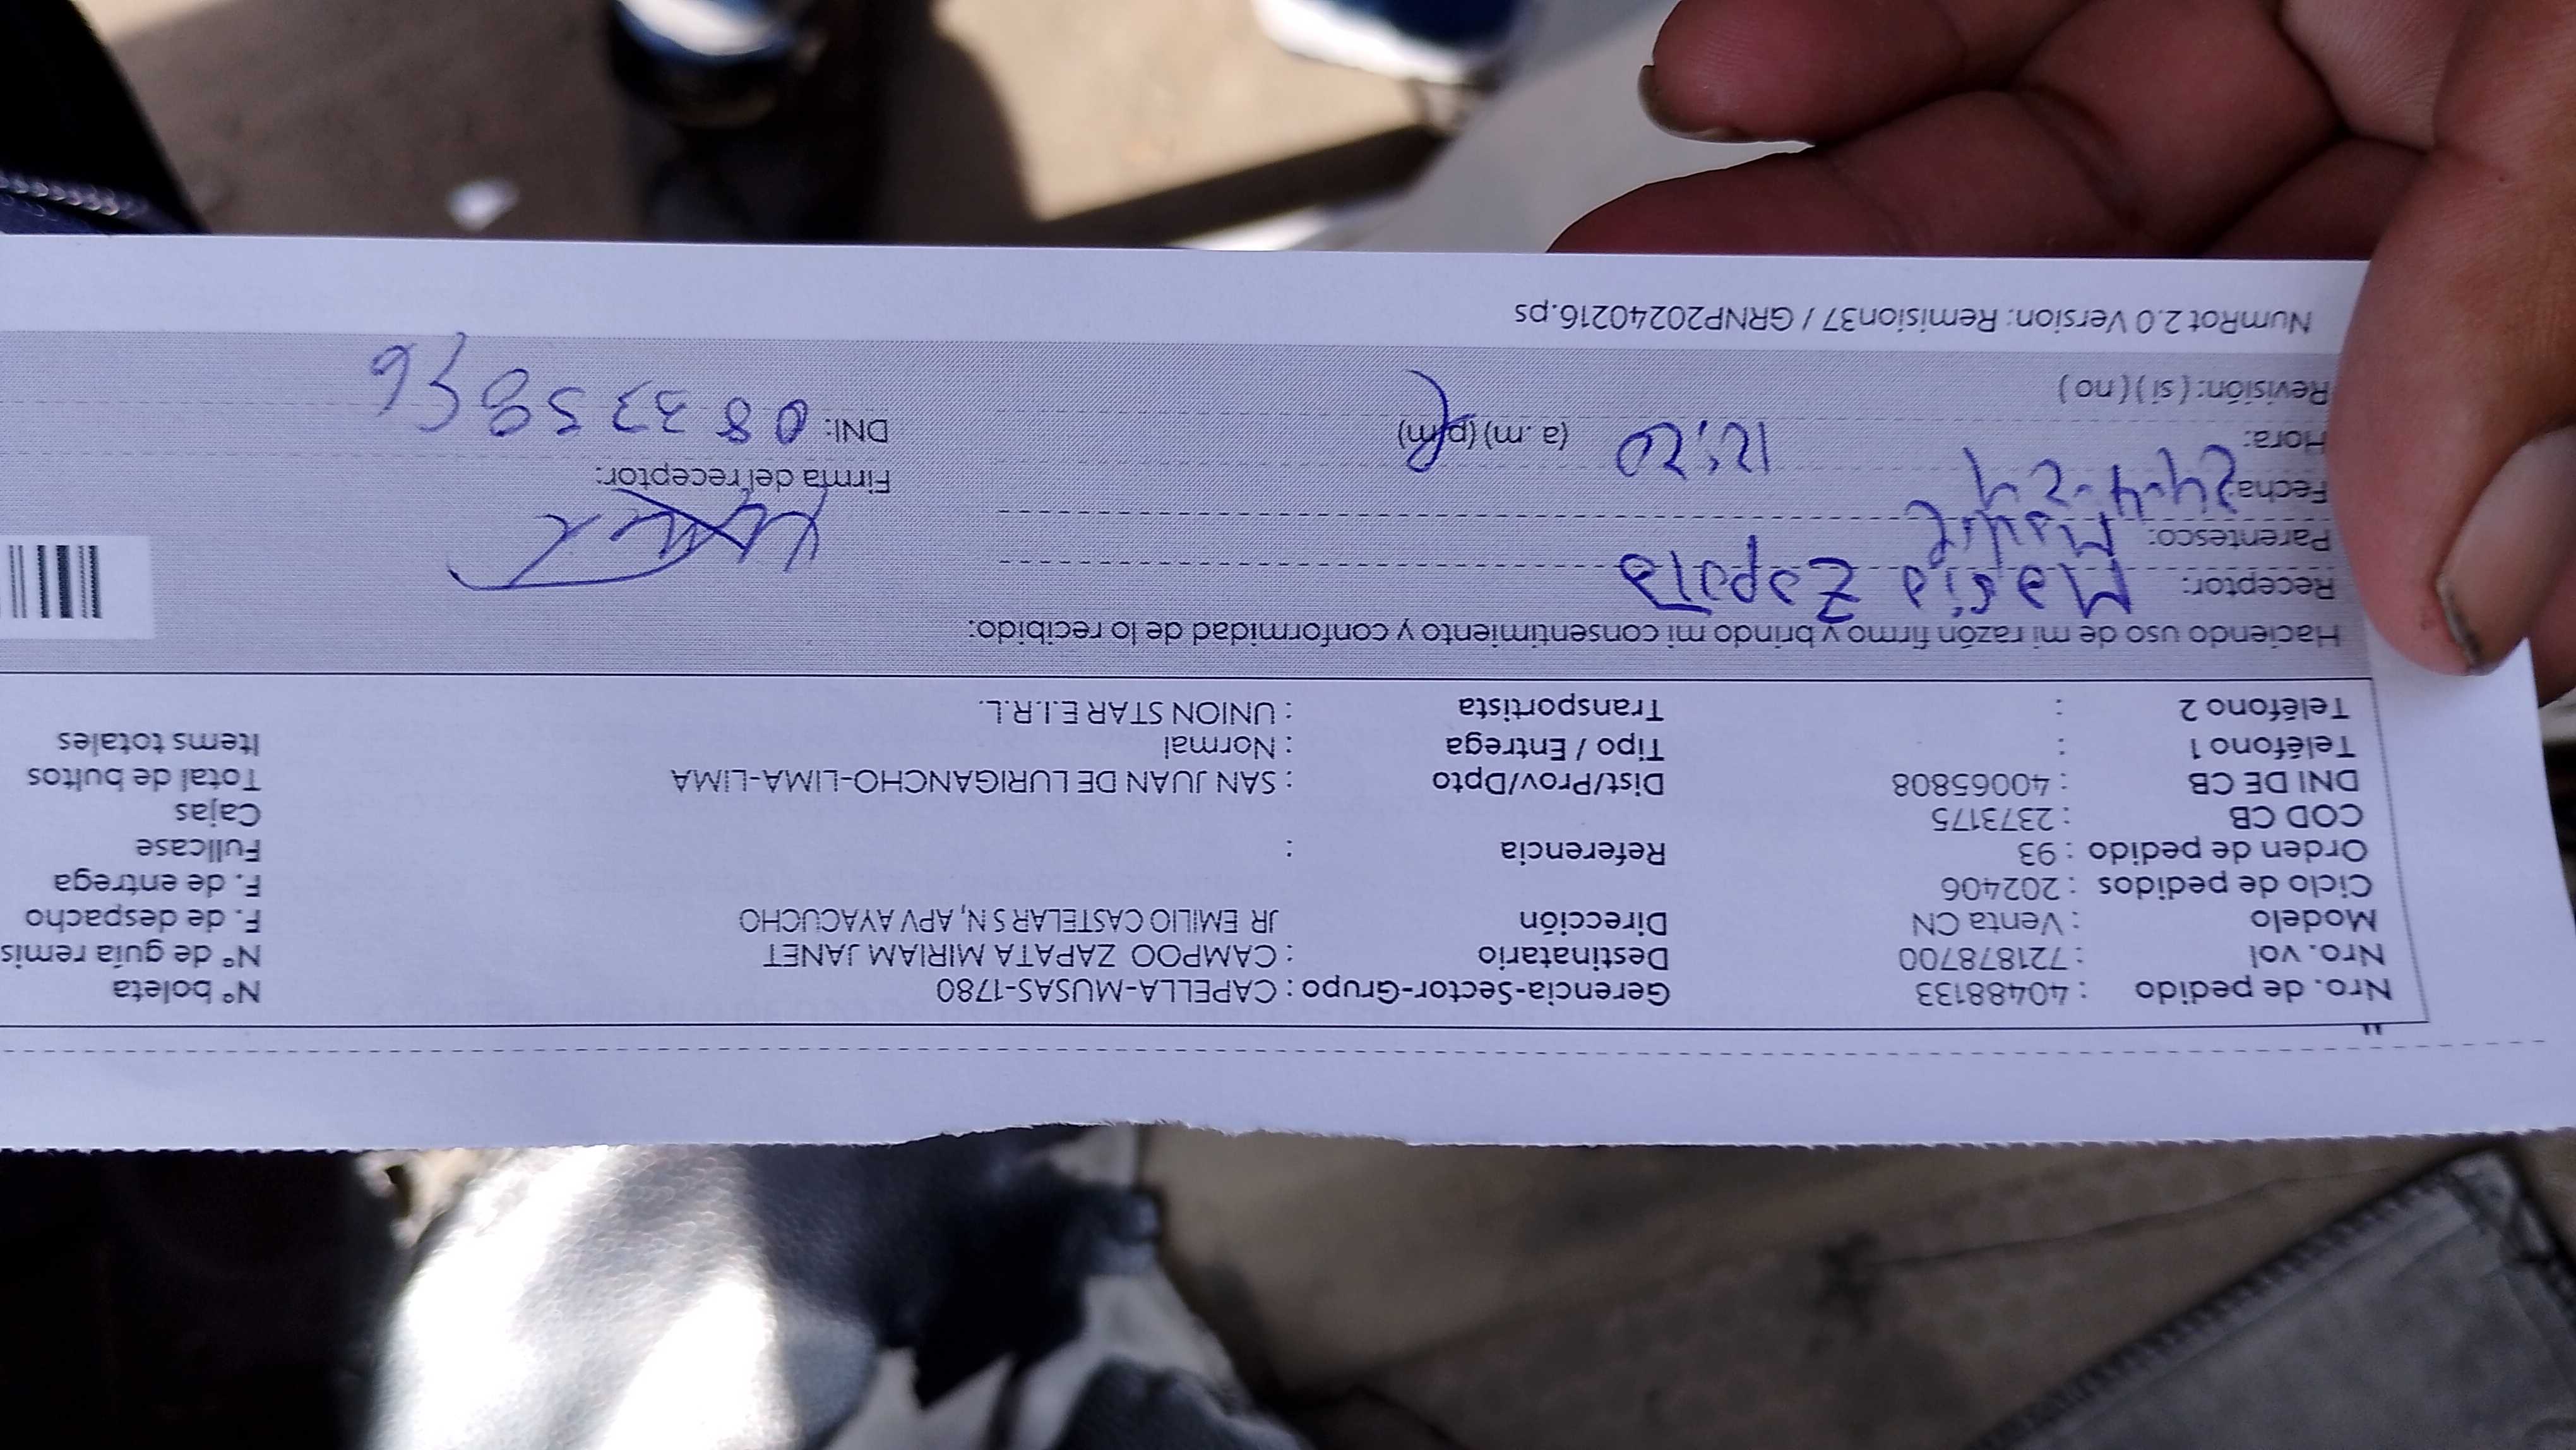 Nro. de pedido : 40488133 Gerencia-Sector-Grupo : CAPELLA-MUSAS-1780 N° boleta
Nro. vol : 721878700 Destinatario : CAMPOO ZAPATA MIRIAM JANET N° de guía remis
Modelo : Venta CN Dirección JR EMILIO CASTELAR S N, APV AYACUCHO F. de despacho
Ciclo de pedidos : 202406 F. de entrega
Orden de pedido : 93 Referencia : Fullcase
COD CB : 2373175 Cajas
DNI DE CB : 40065808 Dist/Prov/Dpto : SAN JUAN DE LURIGANCHO-LIMA-LIMA Total de bultos
Teléfono 1 : Tipo / Entrega : Normal Items totales
Teléfono 2 : Transportista : UNION STAR E.I.R.L.
Haciendo uso de mi razón firmo y brindo mi consentimiento y conformidad de lo recibido:
Receptor: Maria Zapata
Parentesco: Madre
Fecha: 24-4-24 Firma del receptor:
Hora: 12:20 (a.m) (p.m) DNI:
Revisión: ( si ) ( no )
NumRot 2.0 Version: Remision37 / GRNP20240216.ps